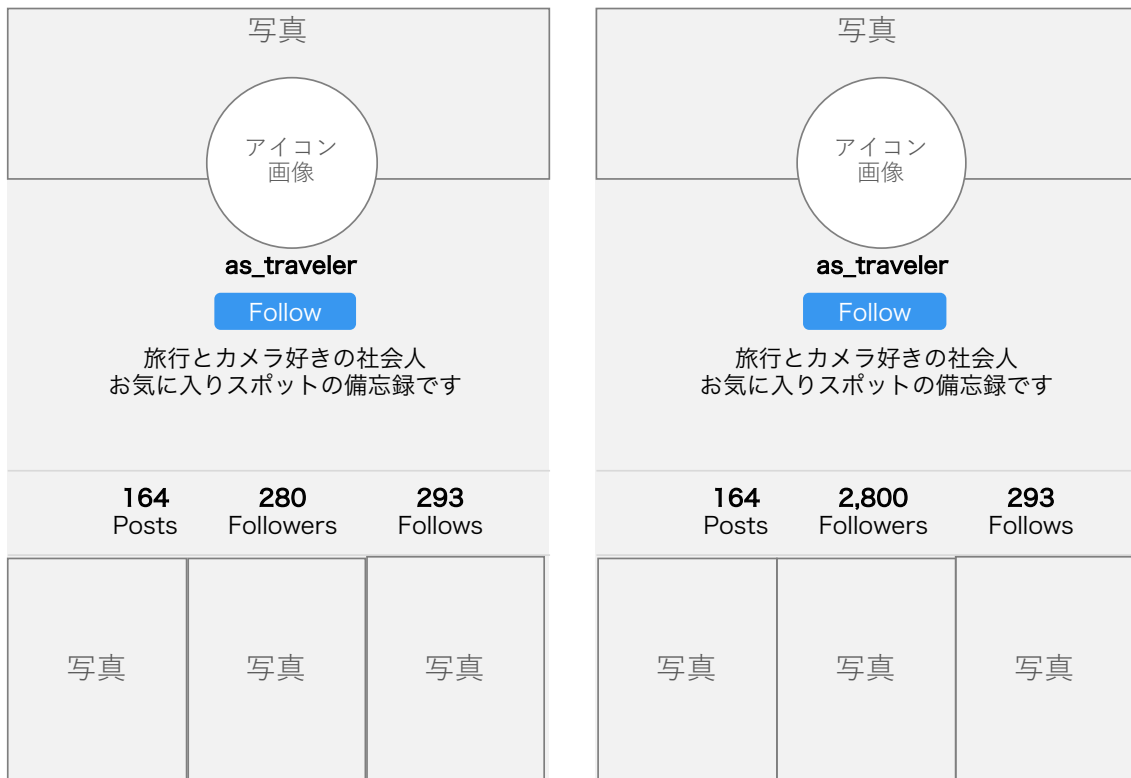 写真
アイコン
画像
as_traveler
Follow
旅行とカメラ好きの社会人
お気に入りスポットの備忘録です
164 280 293
Posts Followers Follows
写真 写真 写真
写真
アイコン
画像
as_traveler
Follow
旅行とカメラ好きの社会人
お気に入りスポットの備忘録です
164 2,800 293
Posts Followers Follows
写真 写真 写真